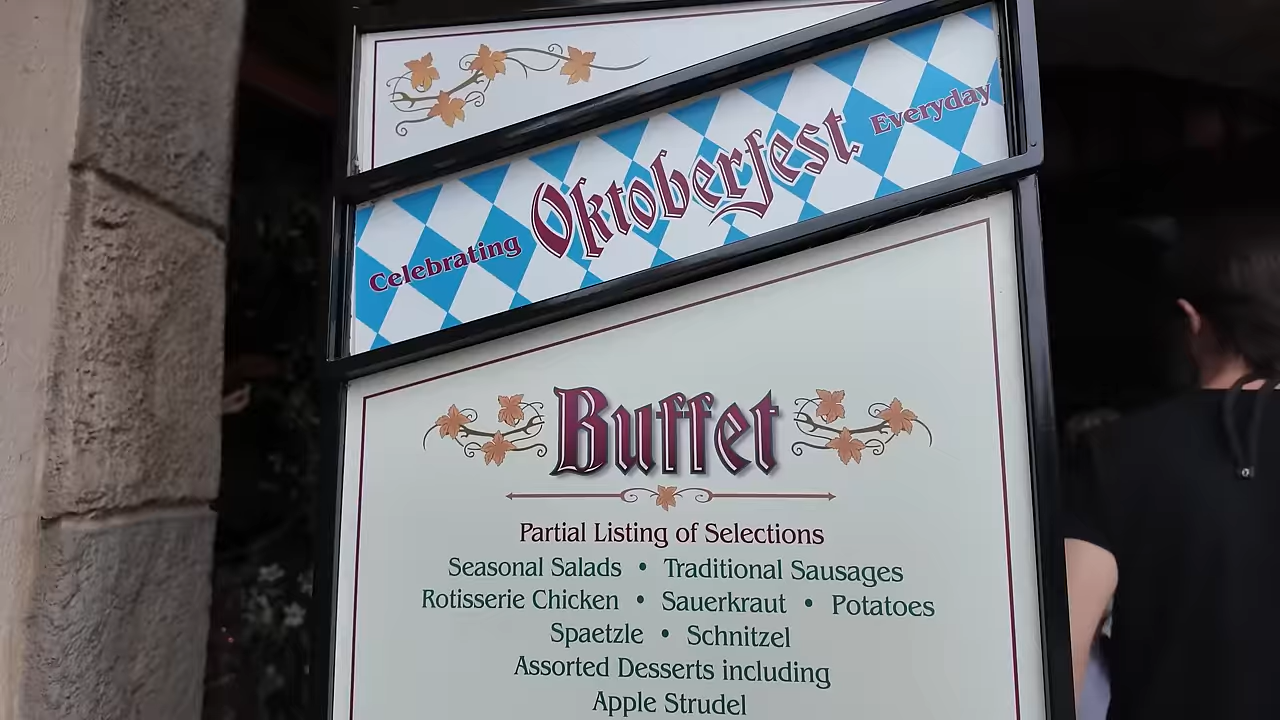 Celebrating Oktoberfest Everyday
Buffet
Partial Listing of Selections
Seasonal Salads • Traditional Sausages
Rotisserie Chicken • Sauerkraut • Potatoes
Spaetzle • Schnitzel
Assorted Desserts including
Apple Strudel